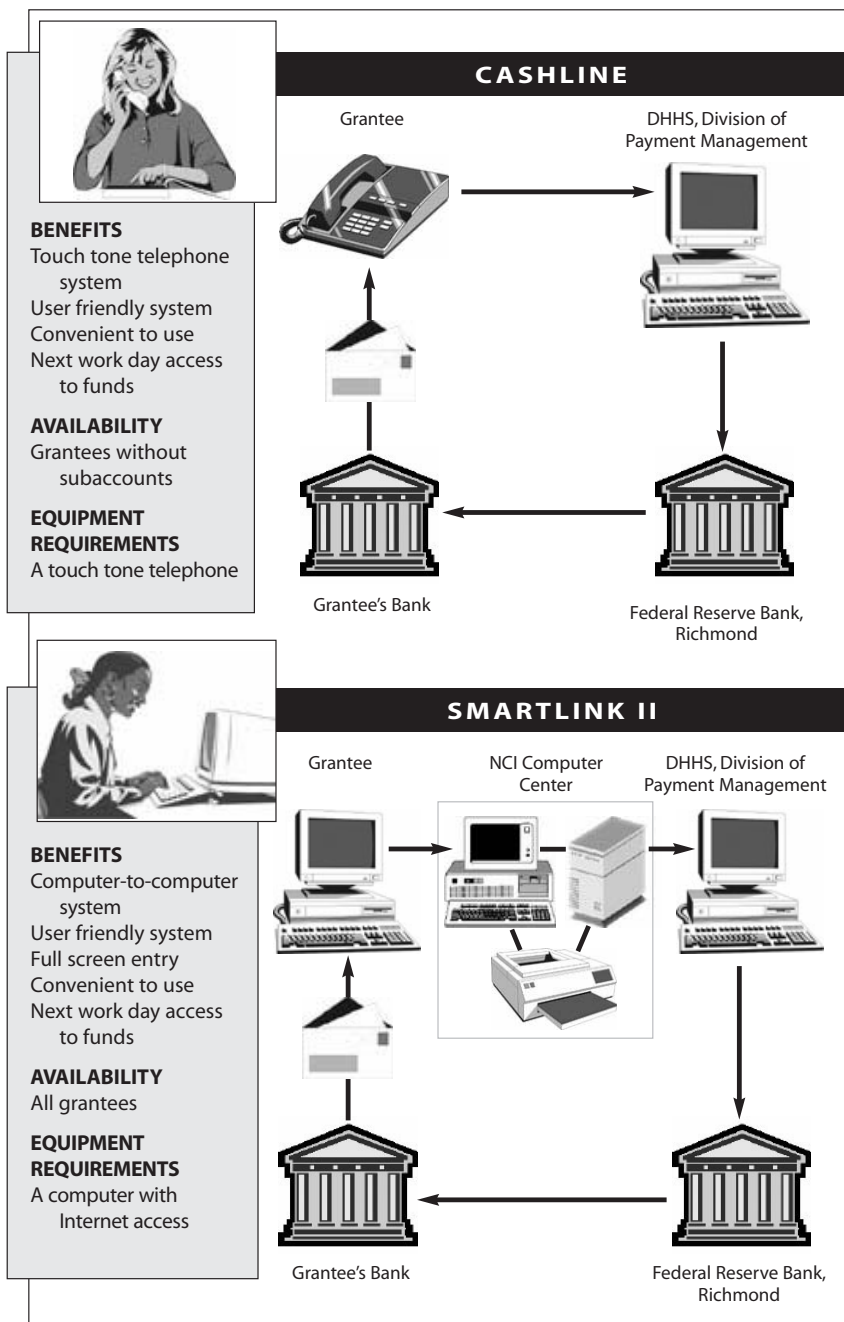 CASHLINE
Grantee
DHHS, Division of
Payment Management
BENEFITS
Touch tone telephone
system
User friendly system
Convenient to use
Next work day access
to funds
AVAILABILITY
Grantees without
subaccounts
EQUIPMENT
REQUIREMENTS
A touch tone telephone
Grantee's Bank
Federal Reserve Bank,
Richmond
SMARTLINK II
Grantee
NCI Computer
Center
DHHS, Division of
Payment Management
BENEFITS
Computer-to-computer
system
User friendly system
Full screen entry
Convenient to use
Next work day access
to funds
AVAILABILITY
All grantees
EQUIPMENT
REQUIREMENTS
A computer with
Internet access
Grantee's Bank
Federal Reserve Bank,
Richmond